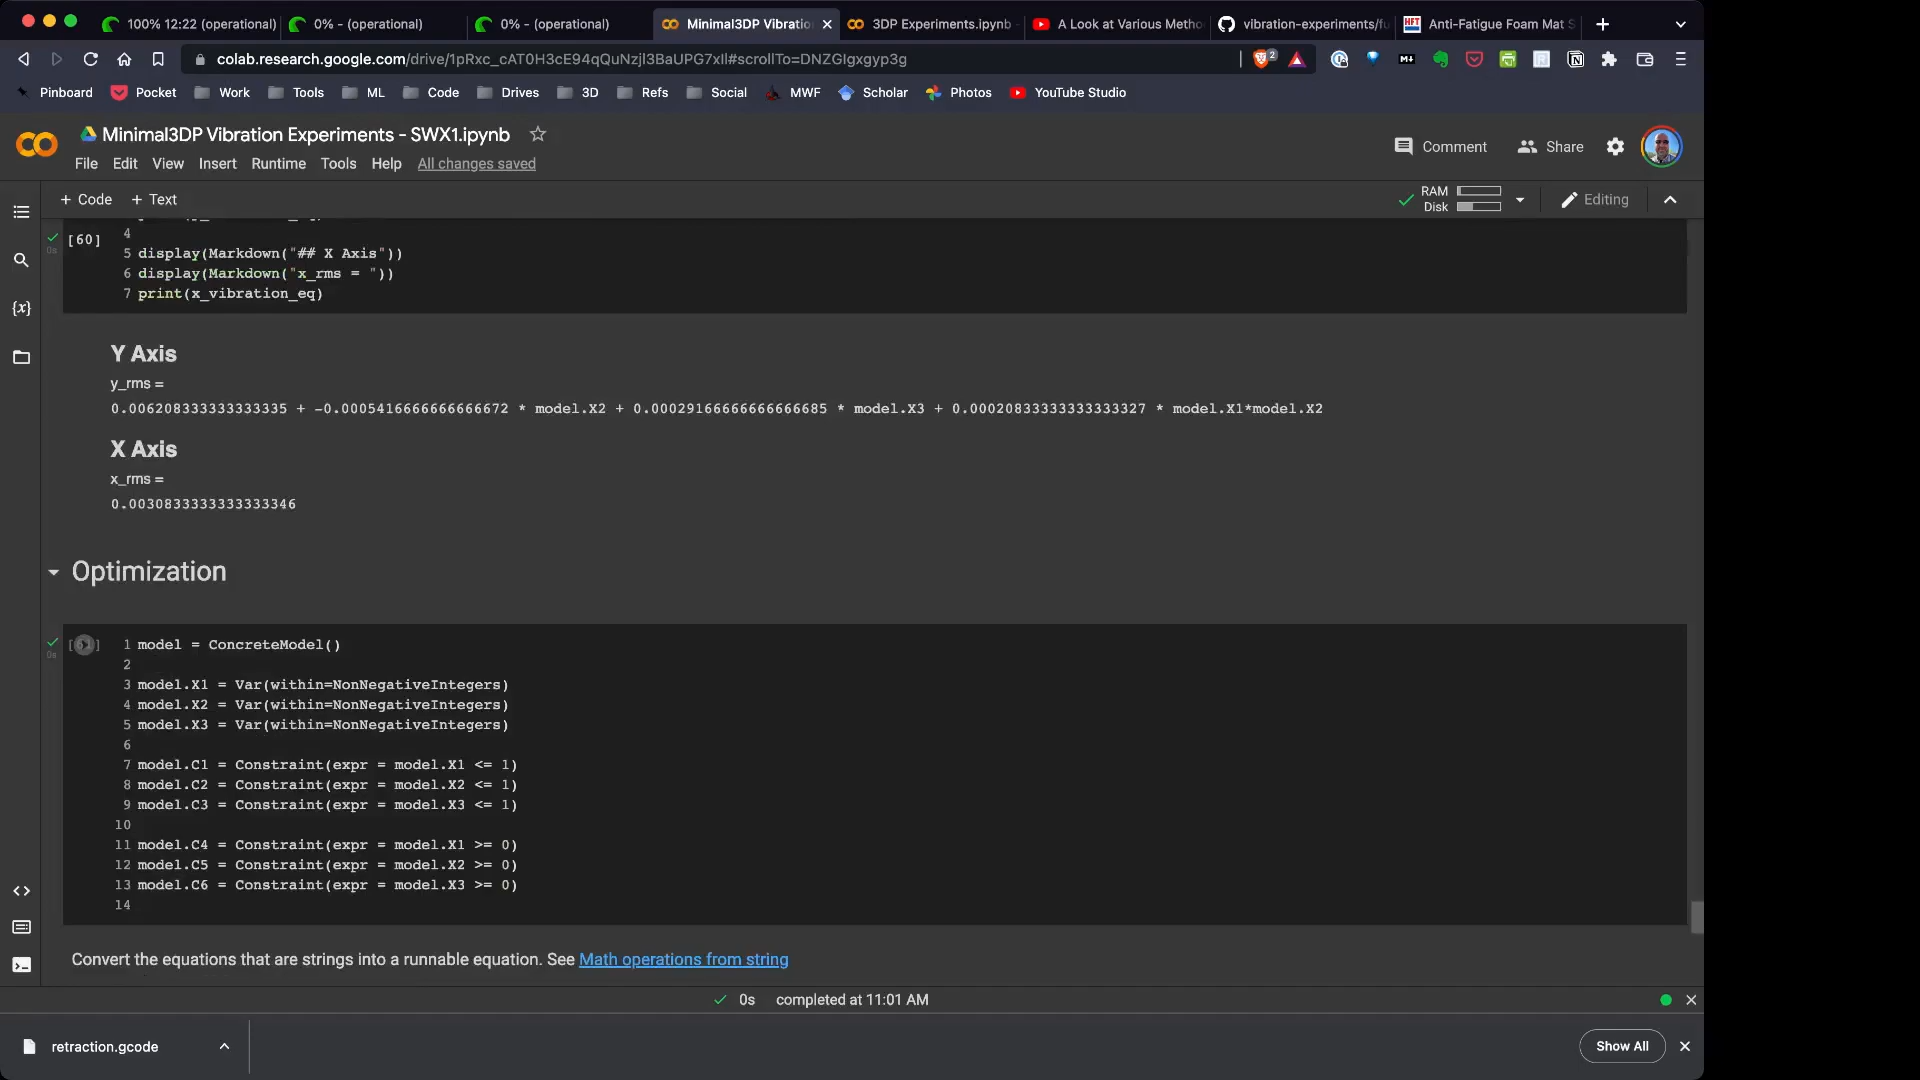 100% 12:22 (operational)
0% - (operational)
0% - (operational)
Minimal3DP Vibratio
3DP Experiments.ipynb
A Look at Various Metho
vibration-experiments/fu
HFT
Anti-Fatigue Foam Mat S
colab.research.google.com/drive/1pRxc_cAT0H3cE94qQuNzjl3BaUPG7xIl#scrollTo=DNZGlgxgyp3g
2
Pinboard
Pocket
Work
Tools
ML
Code
Drives
3D
Refs
Social
MWF
Scholar
Photos
YouTube Studio
Minimal3DP Vibration Experiments - SWX1.ipynb
Comment
Share
File Edit View Insert Runtime Tools Help All changes saved
+ Code + Text
RAM
Disk
Editing
[60]
0s
4
5 display(Markdown("## X Axis"))
6 display(Markdown("x_rms = "))
7 print(x_vibration_eq)
Y Axis
y_rms =
0.006208333333333335 + -0.0005416666666666672 * model.X2 + 0.00029166666666666685 * model.X3 + 0.00020833333333333327 * model.X1*model.X2
X Axis
x_rms =
0.0030833333333333346
Optimization
0s
1 model = ConcreteModel()
2
3 model.X1 = Var(within=NonNegativeIntegers)
4 model.X2 = Var(within=NonNegativeIntegers)
5 model.X3 = Var(within=NonNegativeIntegers)
6
7 model.C1 = Constraint(expr = model.X1 <= 1)
8 model.C2 = Constraint(expr = model.X2 <= 1)
9 model.C3 = Constraint(expr = model.X3 <= 1)
10
11 model.C4 = Constraint(expr = model.X1 >= 0)
12 model.C5 = Constraint(expr = model.X2 >= 0)
13 model.C6 = Constraint(expr = model.X3 >= 0)
14
Convert the equations that are strings into a runnable equation. See Math operations from string
0s completed at 11:01 AM
retraction.gcode
Show All